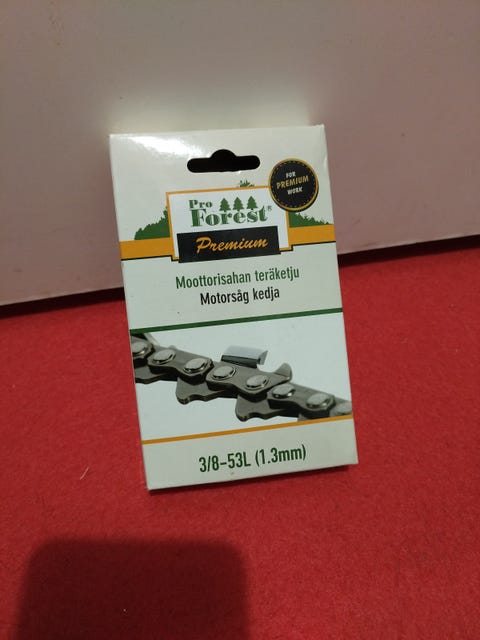 FOR
PREMIUM
WORK
Pro
Forest®
Premium
Moottorisahan teräketju
Motorsåg kedja
3/8-53L (1.3mm)